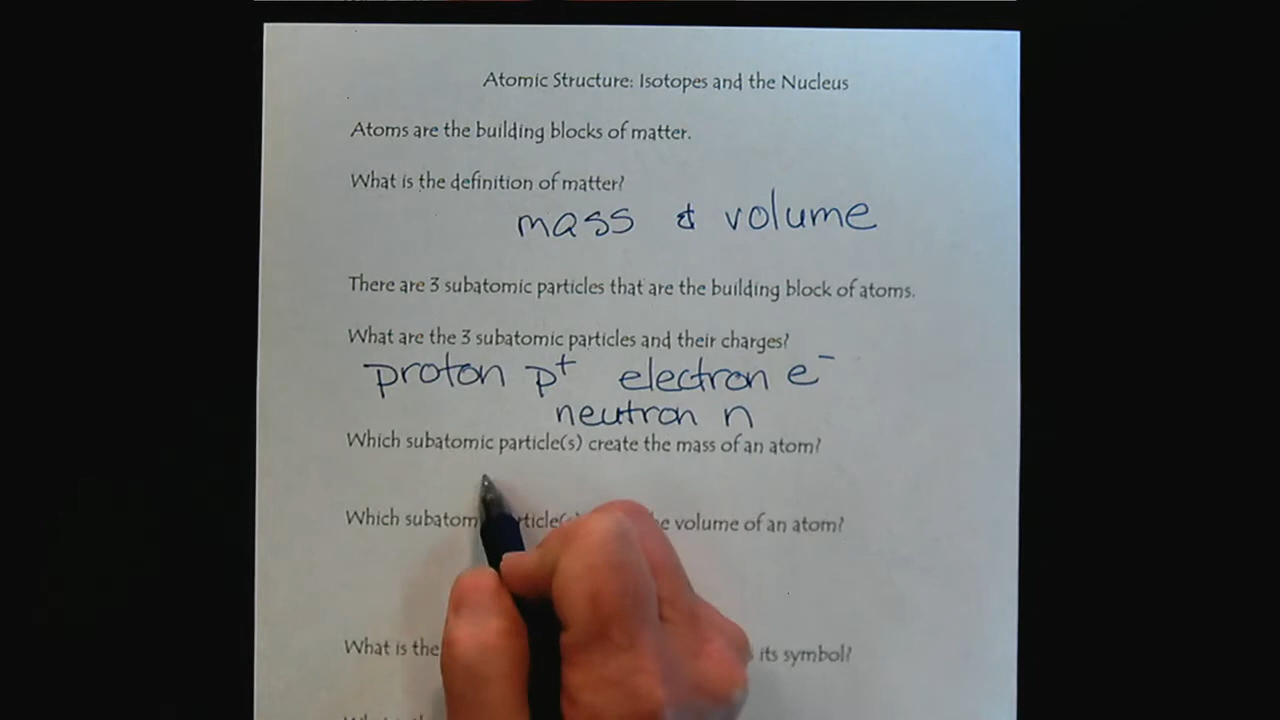 Atomic Structure: Isotopes and the Nucleus
Atoms are the building blocks of matter.
What is the definition of matter?
mass & volume
There are 3 subatomic particles that are the building block of atoms.
What are the 3 subatomic particles and their charges?
proton p⁺ electron e⁻
neutron n
Which subatomic particle(s) create the mass of an atom?
Which volume of an atom?
What is the its symbol?